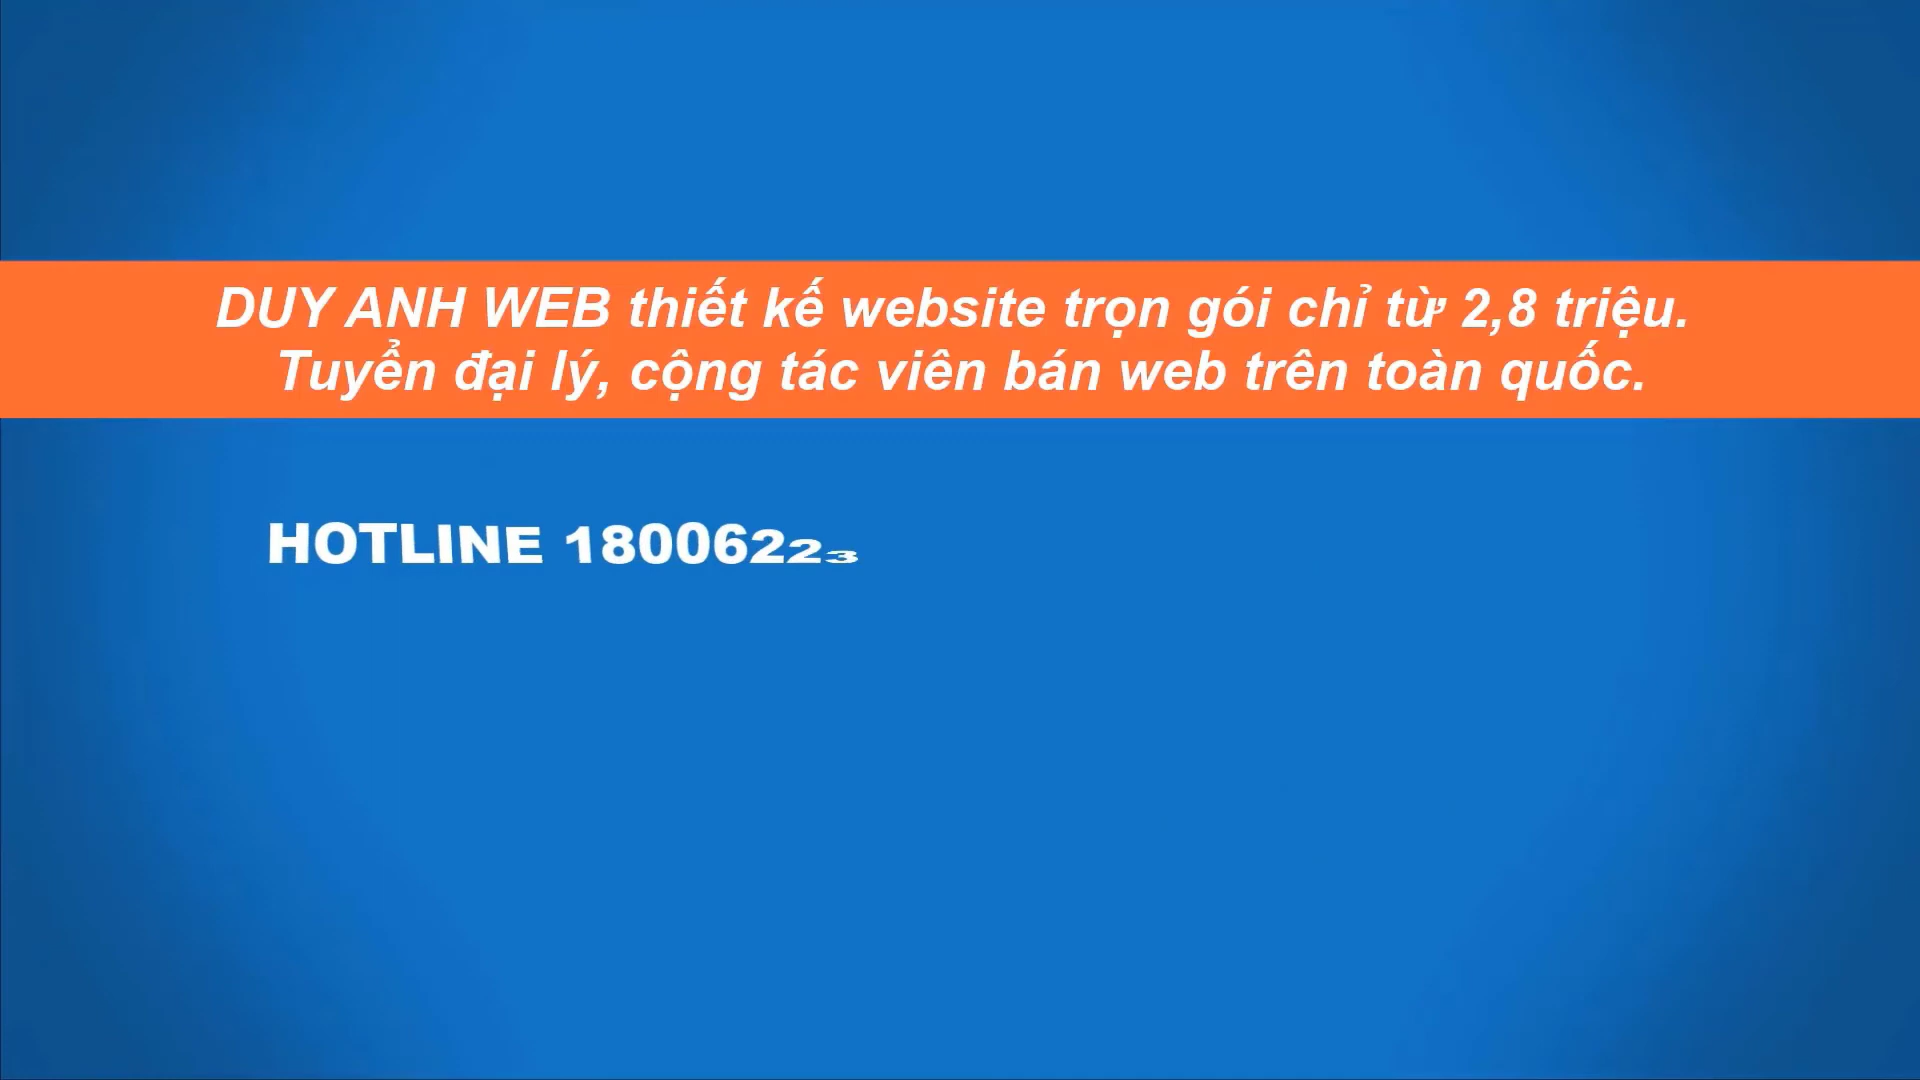 DUY ANH WEB thiết kế website trọn gói chỉ từ 2,8 triệu.
Tuyển đại lý, cộng tác viên bán web trên toàn quốc.
HOTLINE 18006223